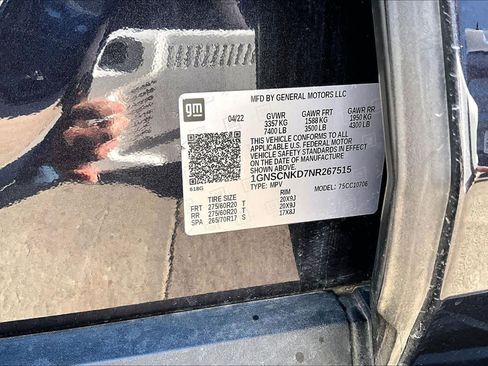 gm
MFD BY GENERAL MOTORS LLC
04/22 GVWR GAWR FRT GAWR RR
3357 KG 1588 KG 1950 KG
7400 LB 3500 LB 4300 LB
THIS VEHICLE CONFORMS TO ALL
APPLICABLE U.S. FEDERAL MOTOR
VEHICLE SAFETY STANDARDS IN EFFECT
ON THE DATE OF MANUFACTURE
SHOWN ABOVE.
1GNSCNKD7NR267515
618G TYPE: MPV MODEL: 75CC10706
TIRE SIZE RIM
FRT 275/60R20 T 20X9J
RR 275/60R20 T 20X9J
SPA 265/70R17 S 17X8J